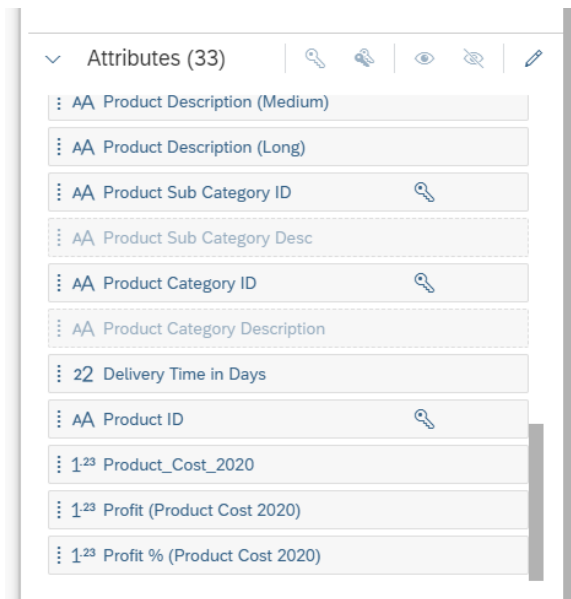 Attributes (33)
AA Product Description (Medium)
AA Product Description (Long)
AA Product Sub Category ID
AA Product Sub Category Desc
AA Product Category ID
AA Product Category Description
22 Delivery Time in Days
AA Product ID
1.23 Product_Cost_2020
1.23 Profit (Product Cost 2020)
1.23 Profit % (Product Cost 2020)